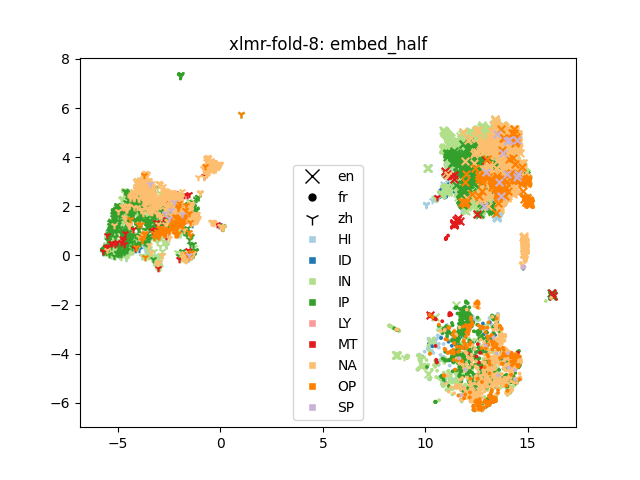 xlmr-fold-8: embed_half
8
6
4
2
0
−2
−4
−6
−5
0
5
10
15
en
fr
zh
HI
ID
IN
IP
LY
MT
NA
OP
SP